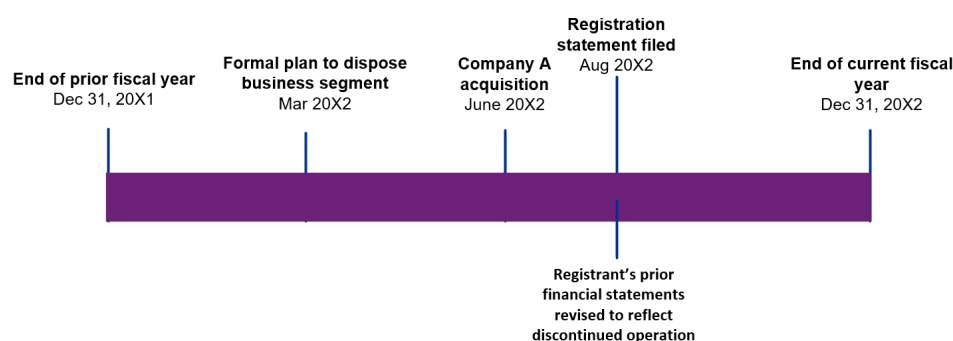 End of prior fiscal year
Dec 31, 20X1
Formal plan to dispose
business segment
Mar 20X2
Company A
acquisition
June 20X2
Registration
statement filed
Aug 20X2
End of current fiscal
year
Dec 31, 20X2
Registrant's prior
financial statements
revised to reflect
discontinued operation